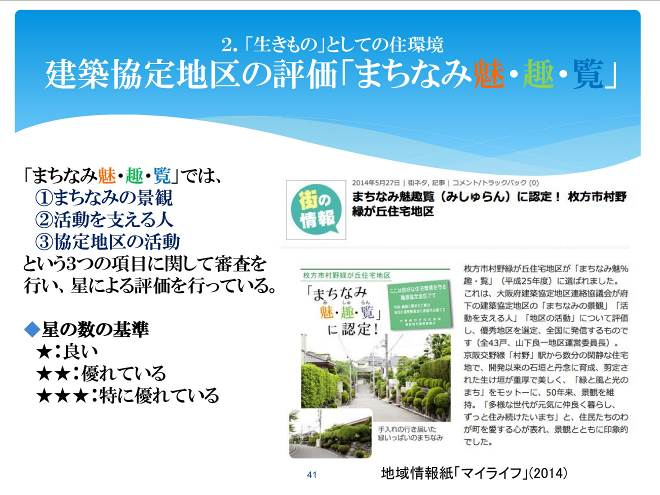 2．「生きもの」としての住環境
建築協定地区の評価「まちなみ魅・趣・覧」
「まちなみ魅・趣・覧」では、
①まちなみの景観
②活動を支える人
③協定地区の活動
という3つの項目に関して審査を
行い、星による評価を行っている。
◆星の数の基準
★：良い
★★：優れている
★★★：特に優れている
街の
情報
2014年5月27日 | 街ネタ, 記事 | コメント/トラックバック (0)
まちなみ魅趣覧（みしゅらん）に認定！ 枚方市村野
緑が丘住宅地区
枚方市村野緑が丘住宅地区
「まちなみ
み しゅ らん
魅・趣・覧」
に認定！
手入れの行き届いた
緑いっぱいのまちなみ
枚方市村野緑が丘住宅地区が「まちなみ魅%
趣・覧」（平成25年度）に選ばれました。
これは、大阪府建築協定地区連絡協議会が府
下の建築協定地区の「まちなみの景観」「活
動を支える人」「地区の活動」について評価
し、優秀地区を選定、全国に発信するもので
す（全43戸、山下良一地区運営委員長）。
京阪交野線「村野」駅から数分の閑静な住宅
地で、開発以来の石垣と丹念に育成、剪定さ
れた生け垣が重厚で美しく、「緑と風と光の
まち」をモットーに、50年来、景観を維
持。「多様な世代が元気に仲良く暮らし、
ずっと住み続けたいまち」と、住民たちのわ
が町を愛する心が表れ、景観とともに印象的
でした。
41
地域情報紙「マイライフ」(2014)